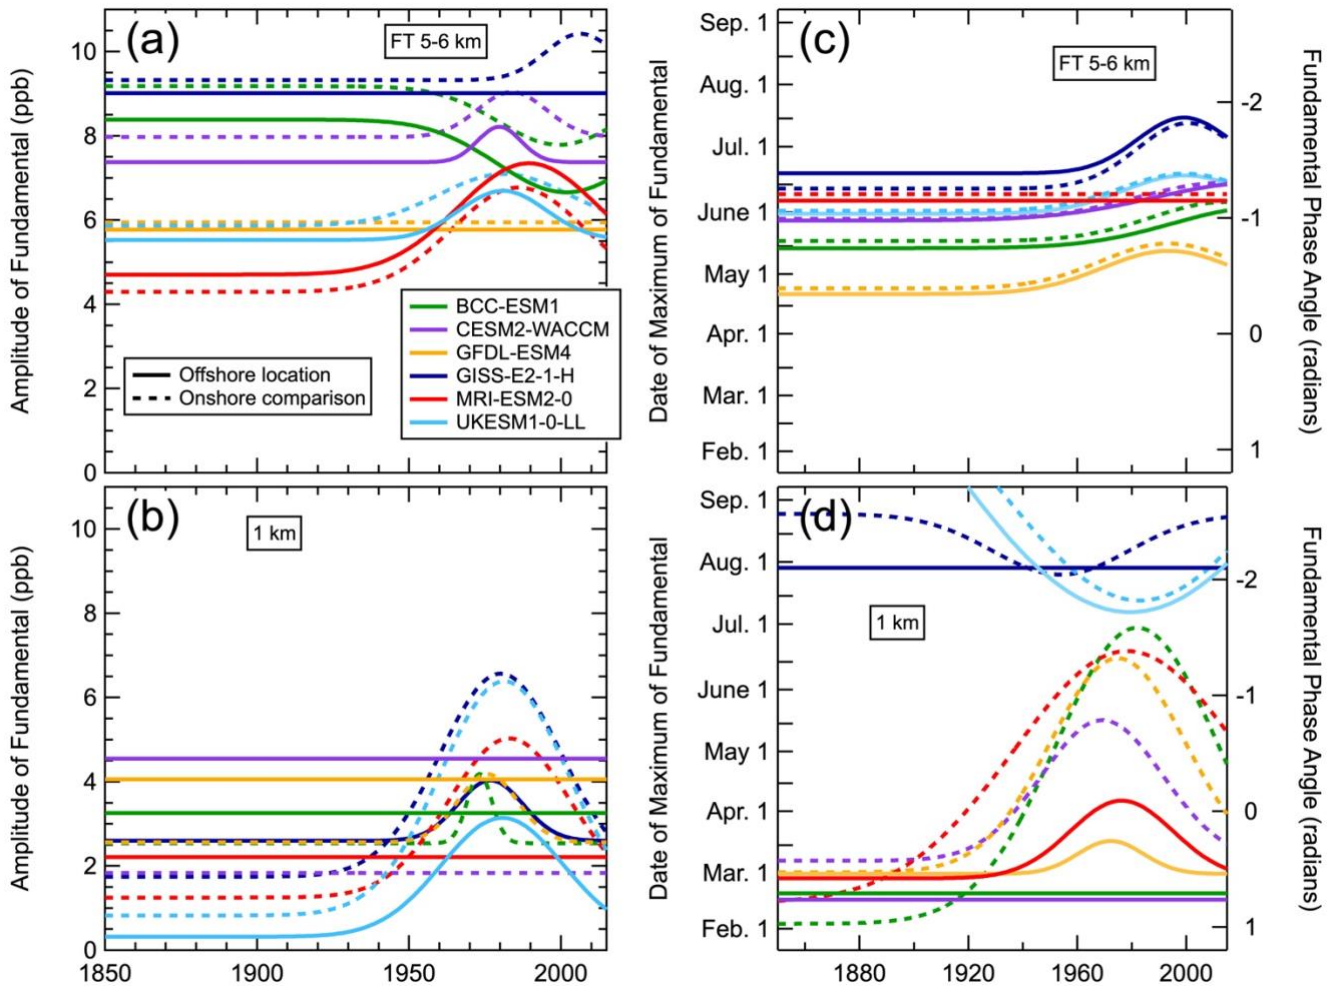 (a)
FT 5-6 km
Amplitude of Fundamental (ppb)
10
8
6
4
2
0
Offshore location
Onshore comparison
BCC-ESM1
CESM2-WACCM
GFDL-ESM4
GISS-E2-1-H
MRI-ESM2-0
UKESM1-0-LL
(c)
FT 5-6 km
Date of Maximum of Fundamental
Sep. 1
Aug. 1
Jul. 1
June 1
May 1
Apr. 1
Mar. 1
Feb. 1
-2
-1
0
1
Fundamental Phase Angle (radians)
(b)
1 km
Amplitude of Fundamental (ppb)
10
8
6
4
2
0
1850
1900
1950
2000
(d)
1 km
Date of Maximum of Fundamental
Sep. 1
Aug. 1
Jul. 1
June 1
May 1
Apr. 1
Mar. 1
Feb. 1
-2
-1
0
1
Fundamental Phase Angle (radians)
1880
1920
1960
2000